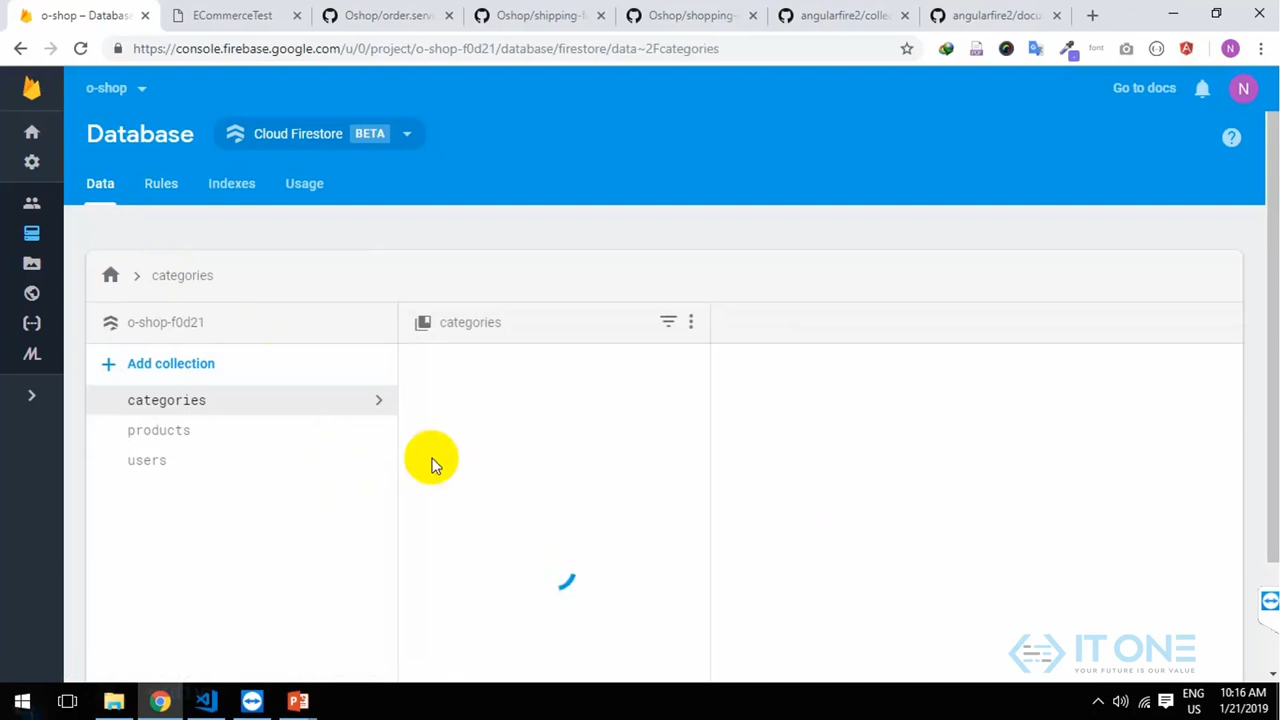 o-shop – Database
ECommerceTest
Oshop/order.serv
Oshop/shipping-f
Oshop/shopping-
angularfire2/colle
angularfire2/docu
https://console.firebase.google.com/u/0/project/o-shop-f0d21/database/firestore/data~2Fcategories
font
N
o-shop
Go to docs
N
Database
Cloud Firestore BETA
?
Data
Rules
Indexes
Usage
categories
o-shop-f0d21
categories
+ Add collection
categories
products
users
IT ONE
YOUR FUTURE IS OUR VALUE
ENG
US
10:16 AM
1/21/2019